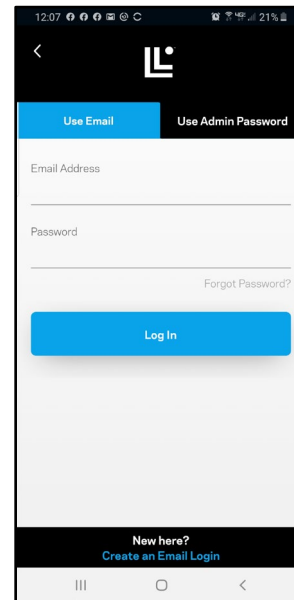 12:07 21%
Use Email Use Admin Password
Email Address
Password
Forgot Password?
Log In
New here?
Create an Email Login